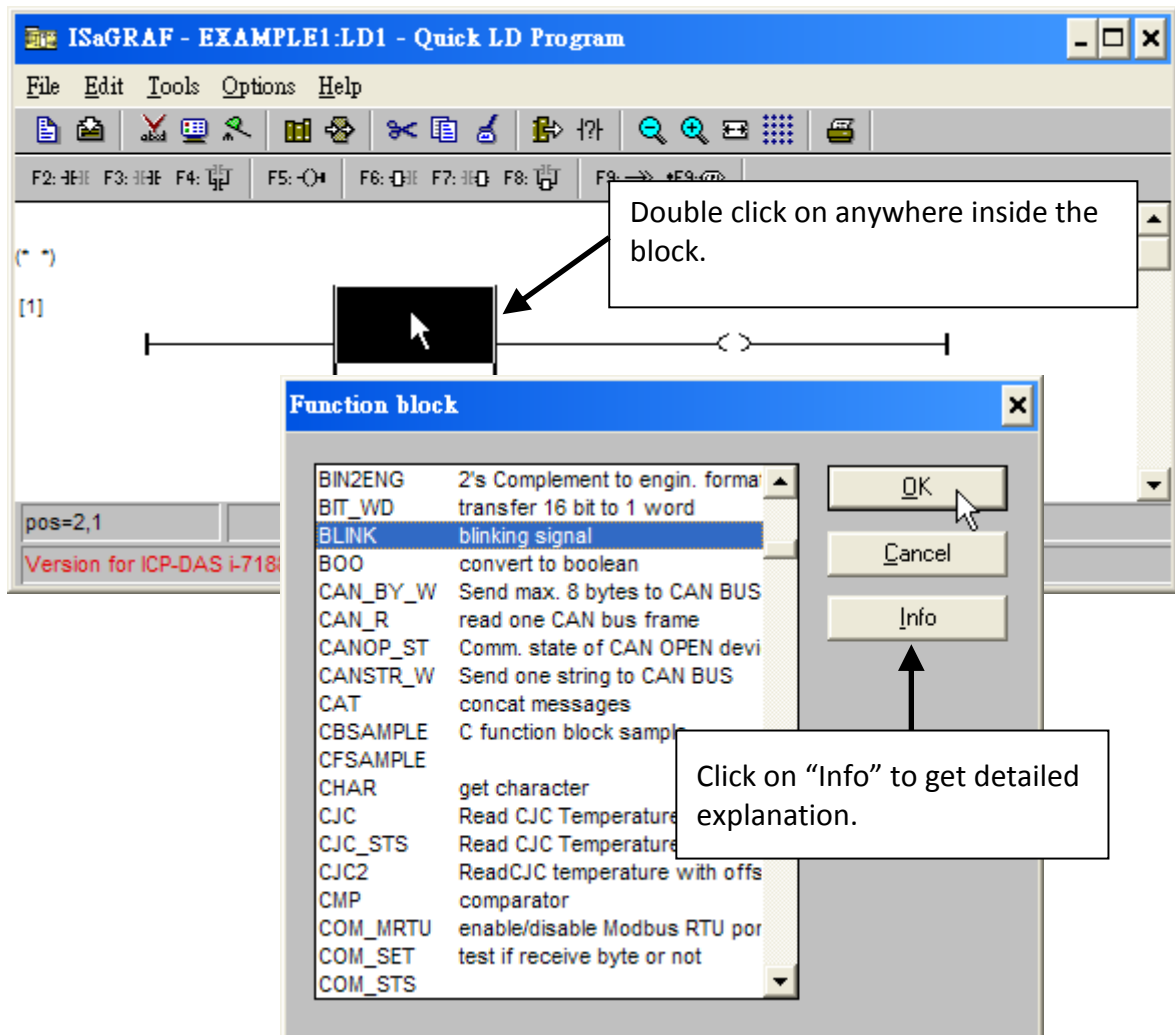 ISaGRAF - EXAMPLE1:LD1 - Quick LD Program
File Edit Tools Options Help
F2: F3: F4: F5: F6: F7: F8: F9:
Double click on anywhere inside the
block.
(* *)
[1]
Function block
BIN2ENG 2's Complement to engin.
BIT_WD transfer 16 bit to 1 word
BLINK blinking signal
BOO convert to boolean
CAN_BY_W Send max. 8 bytes to CAN BUS
CAN_R read one CAN bus frame
CANOP_ST Comm. state of CAN OPEN devi
CANSTR_W Send one string to CAN BUS
CAT concat messages
CBSAMPLE C function block sample
CFSAMPLE
CHAR get character
CJC Read CJC Temperature
CJC_STS Read CJC Temperature
CJC2 ReadCJC temperature with offs
CMP comparator
COM_MRTU enable/disable Modbus RTU por
COM_SET test if receive byte or not
COM_STS
OK
Cancel
Info
Click on “Info” to get detailed
explanation.
pos=2,1
Version for ICP-DAS i-7188